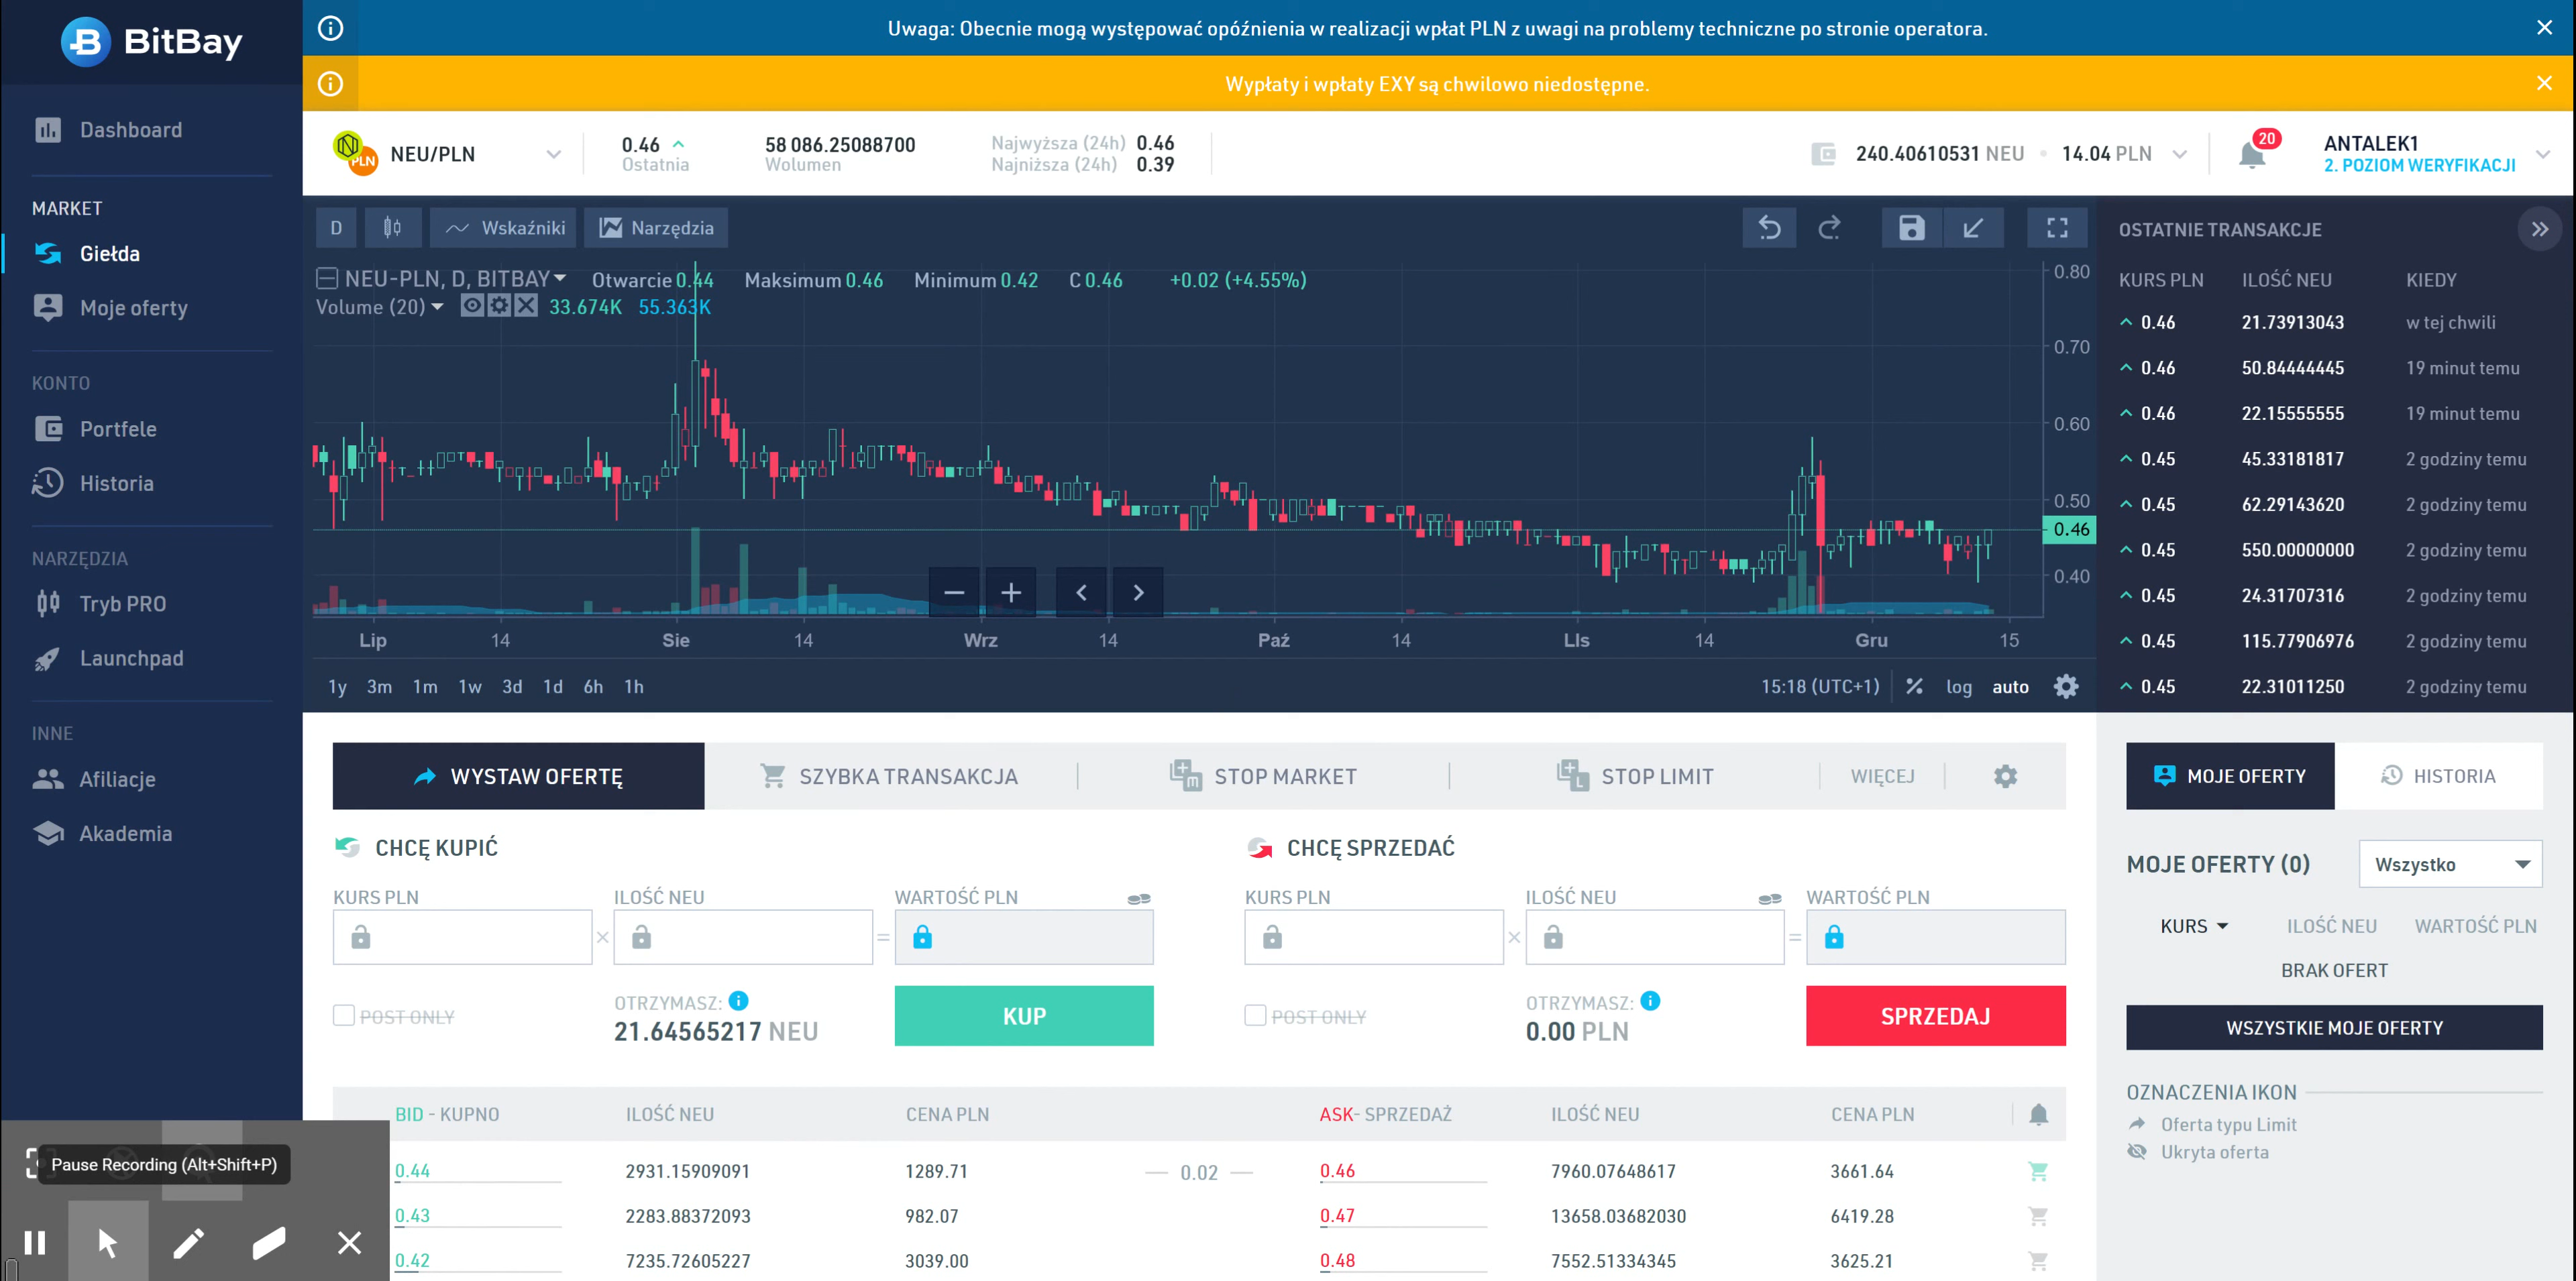 BitBay
Uwaga: Obecnie mogą występować opóźnienia w realizacji wpłat PLN z uwagi na problemy techniczne po stronie operatora.
Wypłaty i wpłaty EXY są chwilowo niedostępne.
Dashboard
MARKET
Giełda
Moje oferty
KONTO
Portfele
Historia
NARZĘDZIA
Tryb PRO
Launchpad
INNE
Afiliacje
Akademia
PLN NEU/PLN
0.46
Ostatnia
58 086.25088700
Wolumen
Najwyższa (24h) 0.46
Najniższa (24h) 0.39
240.40610531 NEU • 14.04 PLN
20
ANTALEK1
2. POZIOM WERYFIKACJI
D Wskaźniki Narzędzia
NEU-PLN, D, BITBAY Otwarcie 0.44 Maksimum 0.46 Minimum 0.42 C 0.46 +0.02 (+4.55%)
Volume (20) 33.674K 55.363K
0.80
0.70
0.60
0.50
0.46
0.40
Lip 14 Sie 14 Wrz 14 Paź 14 LIs 14 Gru 15
1y 3m 1m 1w 3d 1d 6h 1h
15:18 (UTC+1) % log auto
OSTATNIE TRANSAKCJE
KURS PLN ILOŚĆ NEU KIEDY
0.46 21.73913043 w tej chwili
0.46 50.84444445 19 minut temu
0.46 22.15555555 19 minut temu
0.45 45.33181817 2 godziny temu
0.45 62.29143620 2 godziny temu
0.45 550.00000000 2 godziny temu
0.45 24.31707316 2 godziny temu
0.45 115.77906976 2 godziny temu
0.45 22.31011250 2 godziny temu
WYSTAW OFERTĘ SZYBKA TRANSAKCJA STOP MARKET STOP LIMIT WIĘCEJ
CHCĘ KUPIĆ
KURS PLN ILOŚĆ NEU WARTOŚĆ PLN
× =
POST ONLY
OTRZYMASZ:
21.64565217 NEU
KUP
CHCĘ SPRZEDAĆ
KURS PLN ILOŚĆ NEU WARTOŚĆ PLN
× =
POST ONLY
OTRZYMASZ:
0.00 PLN
SPRZEDAJ
BID - KUPNO ILOŚĆ NEU CENA PLN ASK- SPRZEDAŻ ILOŚĆ NEU CENA PLN
0.44 2931.15909091 1289.71 — 0.02 — 0.46 7960.07648617 3661.64
0.43 2283.88372093 982.07 0.47 13658.03682030 6419.28
0.42 7235.72605227 3039.00 0.48 7552.51334345 3625.21
MOJE OFERTY HISTORIA
MOJE OFERTY (0) Wszystko
KURS ILOŚĆ NEU WARTOŚĆ PLN
BRAK OFERT
WSZYSTKIE MOJE OFERTY
OZNACZENIA IKON
Oferta typu Limit
Ukryta oferta
Pause Recording (Alt+Shift+P)